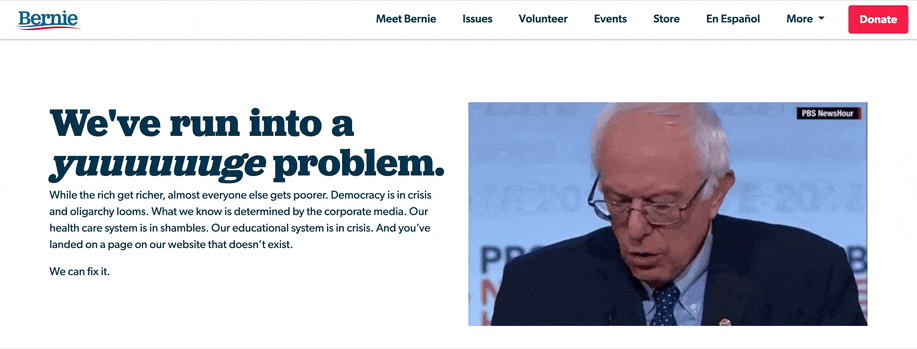 Bernie
Meet Bernie
Issues
Volunteer
Events
Store
En Español
More
Donate
We've run into a
yuuuuuuge problem.
While the rich get richer, almost everyone else gets poorer. Democracy is in crisis
and oligarchy looms. What we know is determined by the corporate media. Our
health care system is in shambles. Our educational system is in crisis. And you’ve
landed on a page on our website that doesn’t exist.
We can fix it.
PBS NewsHour
PBS